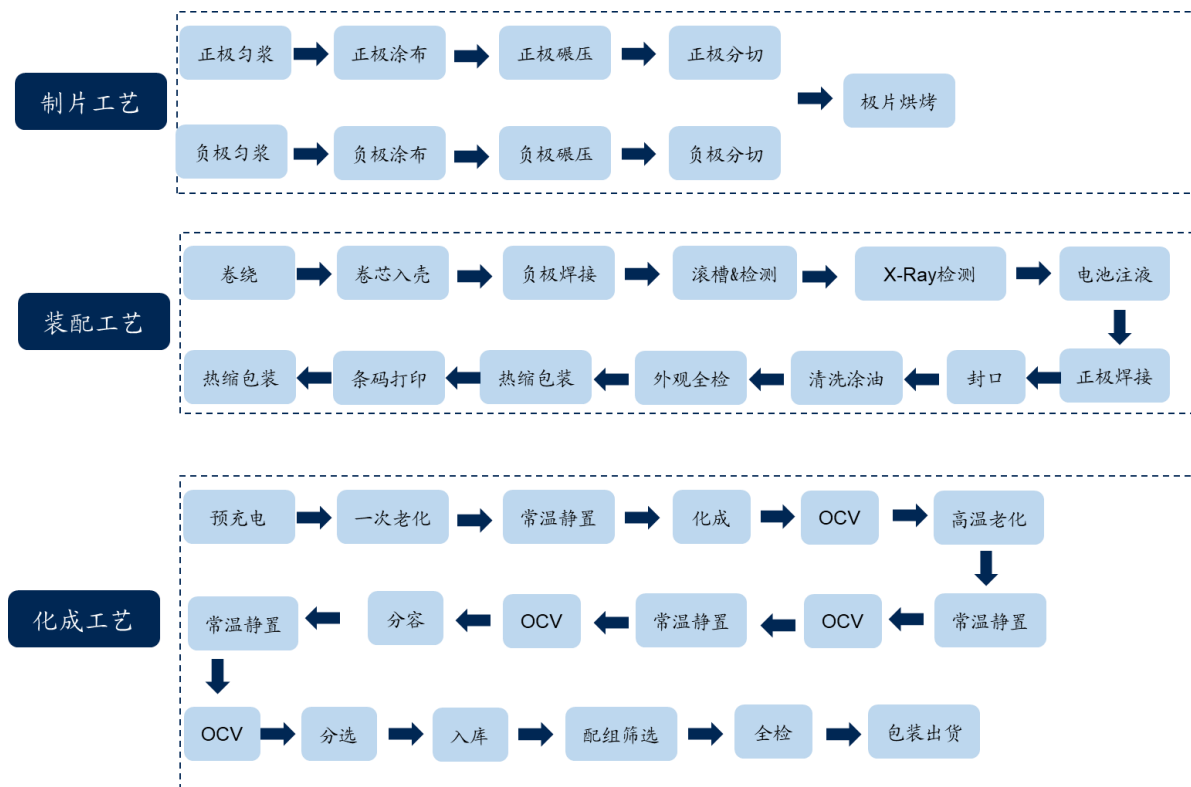 制片工艺
正极匀浆
正极涂布
正极碾压
正极分切
负极匀浆
负极涂布
负极碾压
负极分切
极片烘烤
装配工艺
卷绕
卷芯入壳
负极焊接
滚槽&检测
X-Ray检测
电池注液
正极焊接
封口
清洗涂油
外观全检
热缩包装
条码打印
热缩包装
化成工艺
预充电
一次老化
常温静置
化成
OCV
高温老化
常温静置
OCV
常温静置
OCV
分容
常温静置
OCV
分选
入库
配组筛选
全检
包装出货